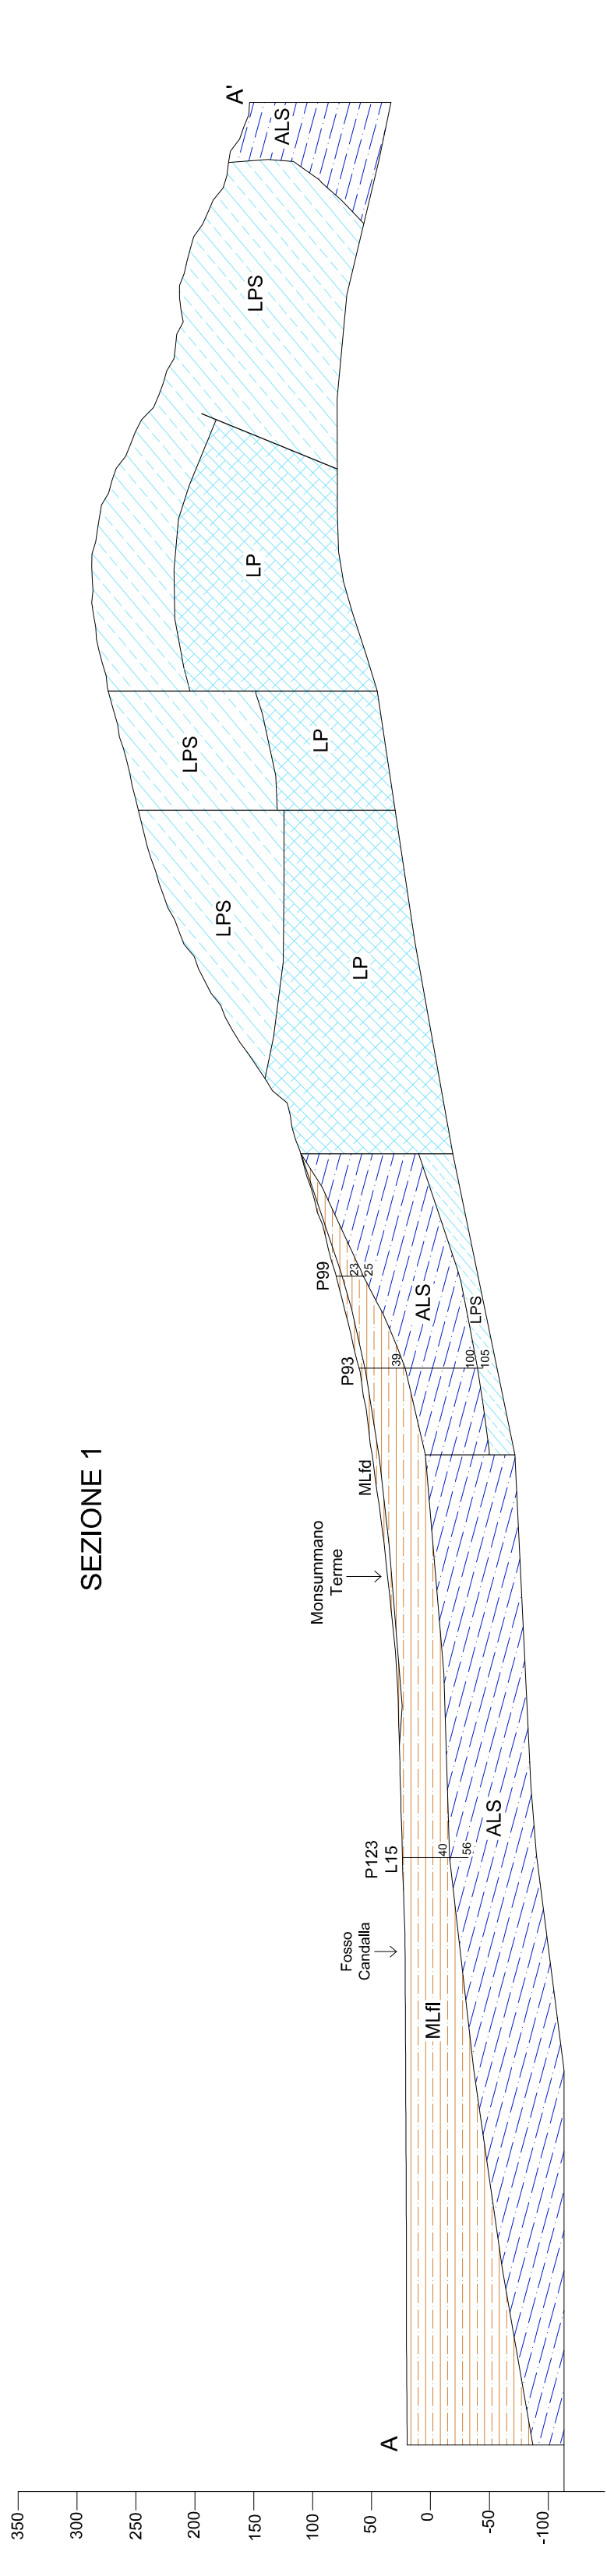 SEZIONE 1
A
A'
Fosso
Candalla
P123
L15
40
56
Monsummano
Terme
MLfd
P93
39
100
105
P99
23
25
MLfl
ALS
ALS
LPS
LPS
LP
LPS
LP
LP
LPS
ALS
350
300
250
200
150
100
50
0
-50
-100